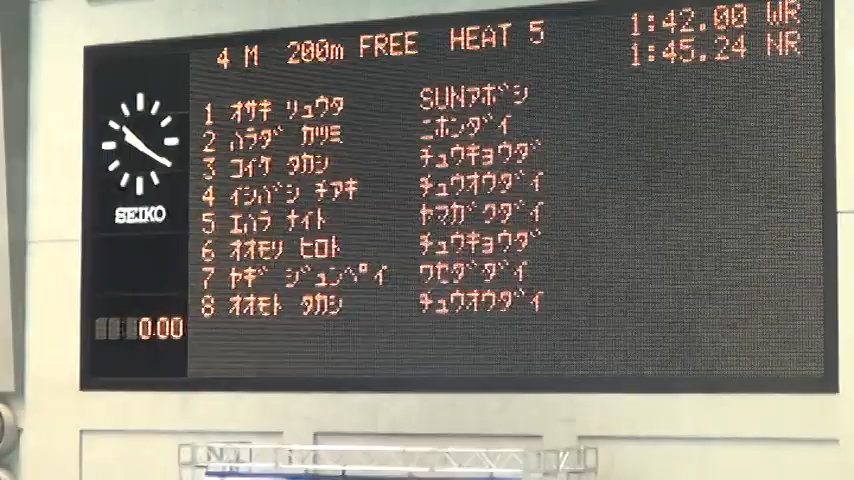 4 M 200m FREE HEAT 5 1:42.00 WR
1:45.24 NR
1 オサキ リュウタ SUNアボシ
2 ハラダ カツミ ニホンダイ
3 コイケ タカシ チュウキョウダ
4 イシバシ チアキ チュウオウダイ
5 エハラ ナイト ヤマガクダイ
6 オオモリ ヒロト チュウキョウダ
7 ヤギ ジュンペイ ワセダダイ
8 オオモト タカシ チュウオウダイ
SEIKO
0.00